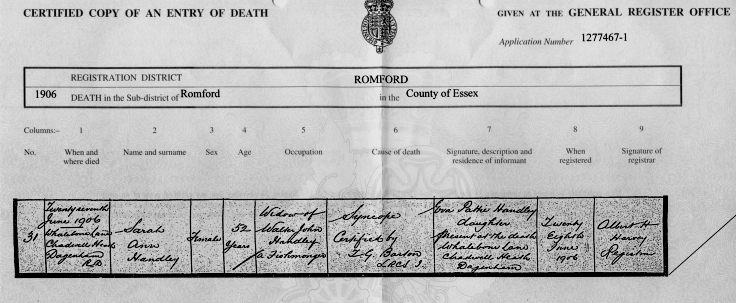 CERTIFIED COPY OF AN ENTRY OF DEATH
GIVEN AT THE GENERAL REGISTER OFFICE
Application Number 1277467-1
REGISTRATION DISTRICT
ROMFORD
1906 DEATH in the Sub-district of Romford in the County of Essex
Columns:- 1 2 3 4 5 6 7 8 9
No. When and where died Name and surname Sex Age Occupation Cause of death Signature, description and residence of informant When registered Signature of registrar
31
Twenty seventh
June 1906
Whalebone Lane
Chadwell Heath
Dagenham
R.D.
Sarah
Ann
Handley
Female
52
Years
Widow of
Walter John
Handley
a Fishmonger
Syncope
Certified by
G. Barton
LRCS I.
Eva Pattie Handley
daughter
Present at the death
Whalebone Lane
Chadwell Heath
Dagenham
Twenty
Eighth
June
1906
Albert H
Harvey
Registrar